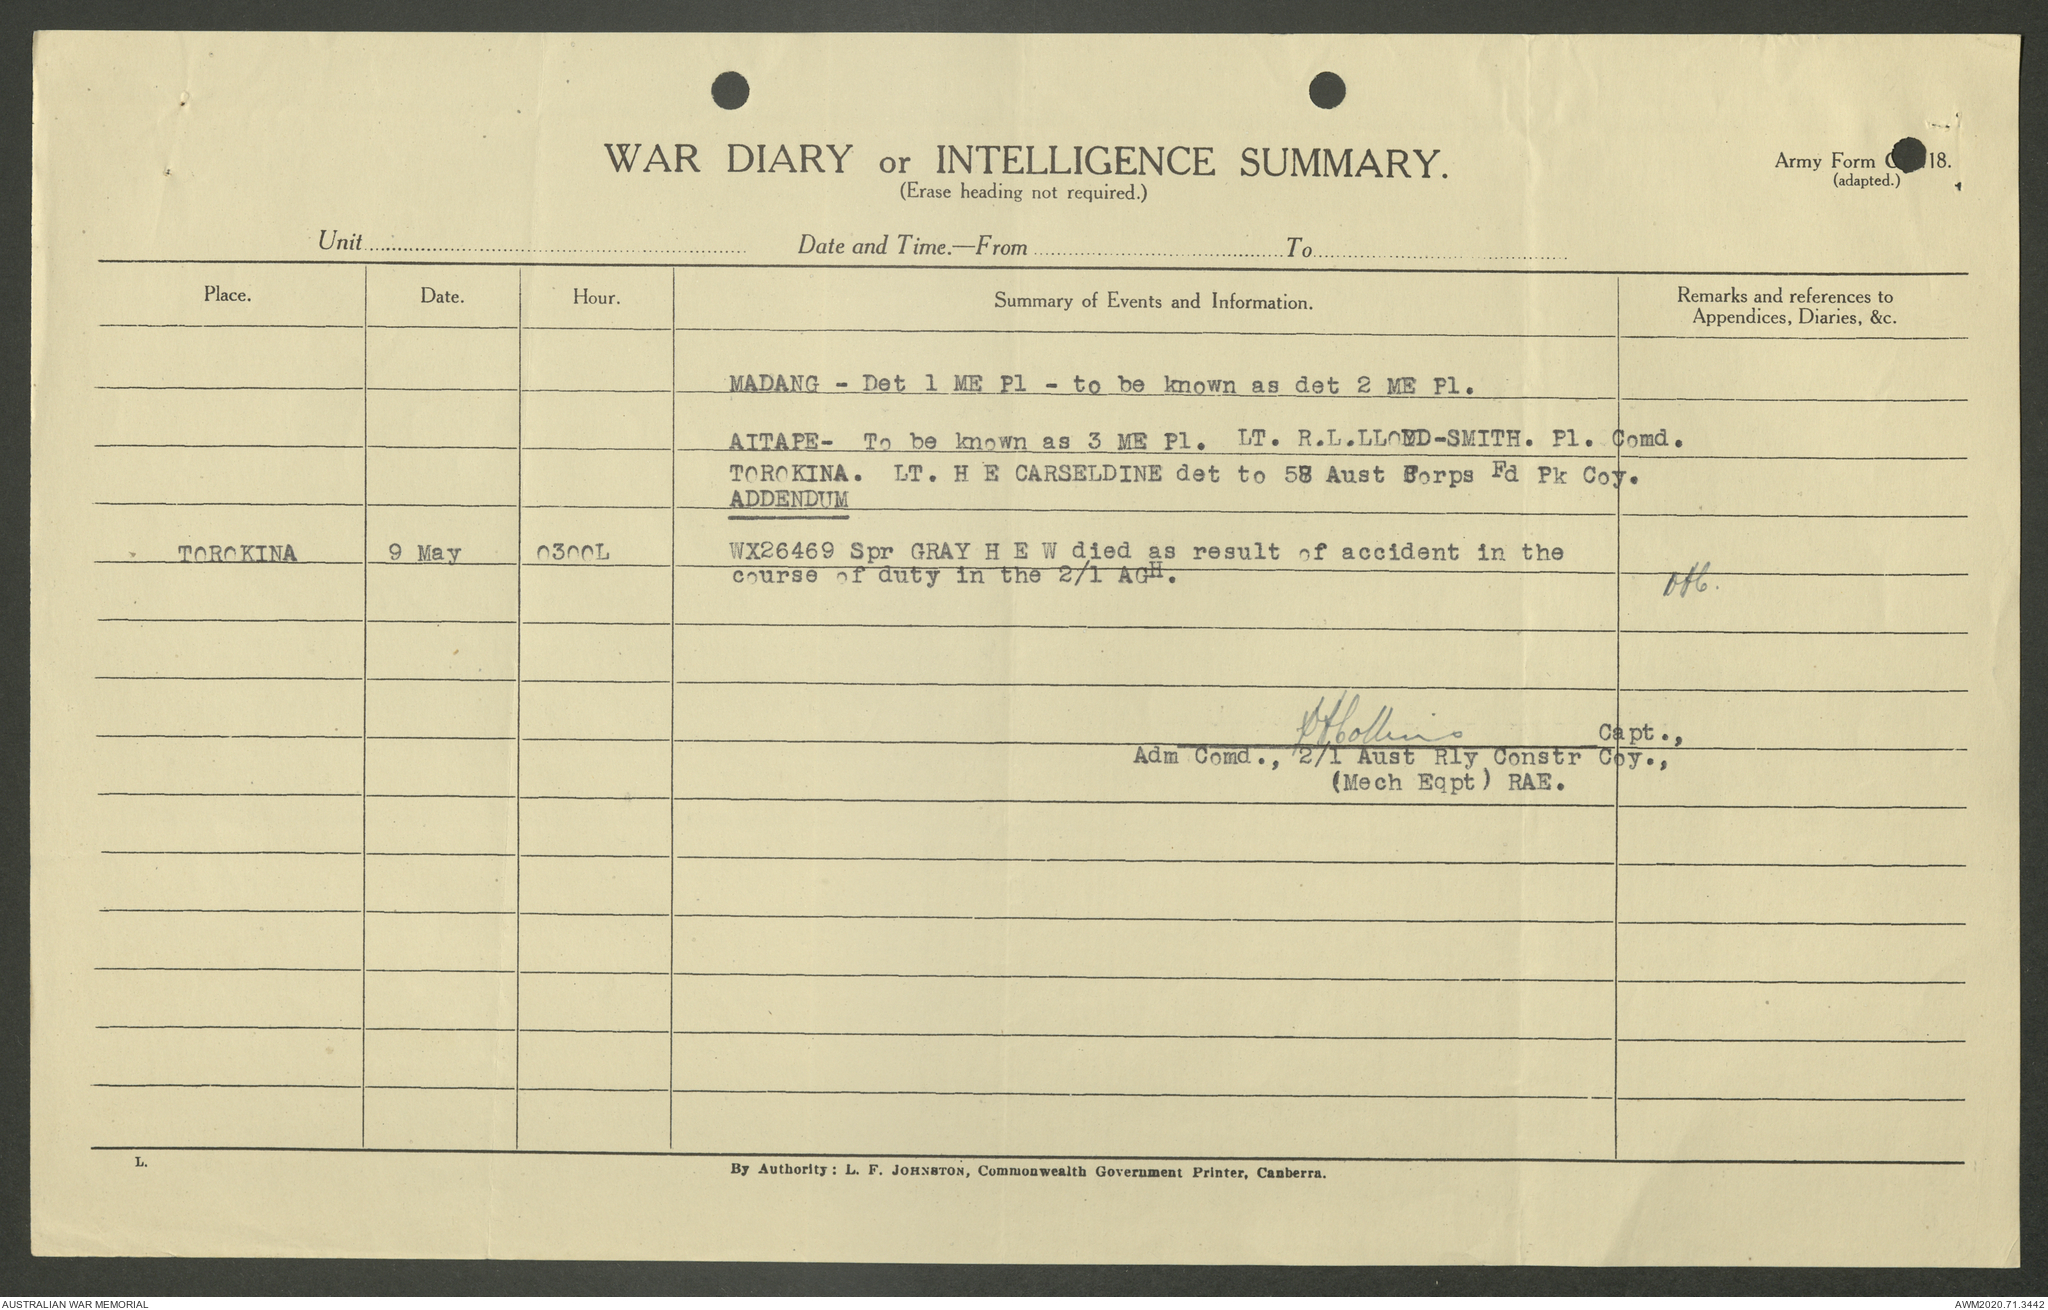 WAR DIARY or INTELLIGENCE SUMMARY.
(Erase heading not required.)
Army Form C 18.
(adapted.)
Unit
Date and Time.—From To
Place. Date. Hour. Summary of Events and Information. Remarks and references to
Appendices, Diaries, &c.
MADANG - Det 1 ME Pl - to be known as det 2 ME Pl.
AITAPE- To be known as 3 ME Pl. LT. R.L.LLOYD-SMITH. Pl. Comd.
TOROKINA. LT. H E CARSELDINE det to 58 Aust Corps Fd Pk Coy.
ADDENDUM
TOROKINA 9 May 0300L WX26469 Spr GRAY H E W died as result of accident in the
course of duty in the 2/1 AGH.
Capt.,
Adm Comd., 2/1 Aust Rly Constr Coy.,
(Mech Eqpt) RAE.
L.
By Authority: L. F. JOHNSTON, Commonwealth Government Printer, Canberra.
AUSTRALIAN WAR MEMORIAL
AWM2020.71.3442